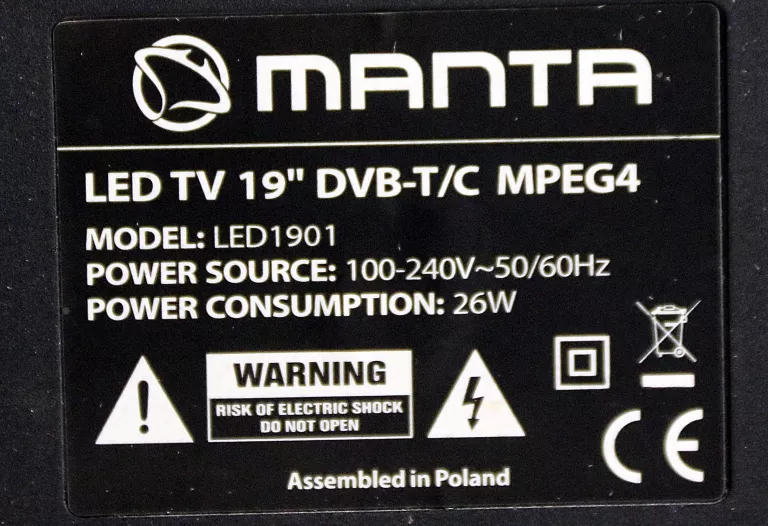 MANTA
LED TV 19" DVB-T/C MPEG4
MODEL: LED1901
POWER SOURCE: 100-240V~50/60Hz
POWER CONSUMPTION: 26W
WARNING
RISK OF ELECTRIC SHOCK
DO NOT OPEN
CE
Assembled in Poland